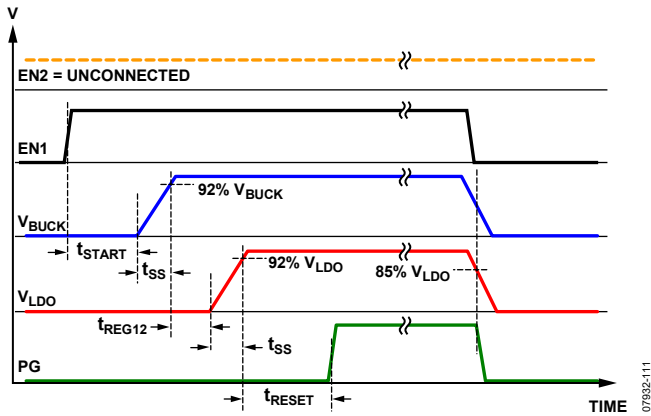 V
EN2 = UNCONNECTED
EN1
92% VBUCK
VBUCK
tSTART
tSS
92% VLDO
85% VLDO
VLDO
tREG12
tSS
PG
tRESET
TIME
07932-111